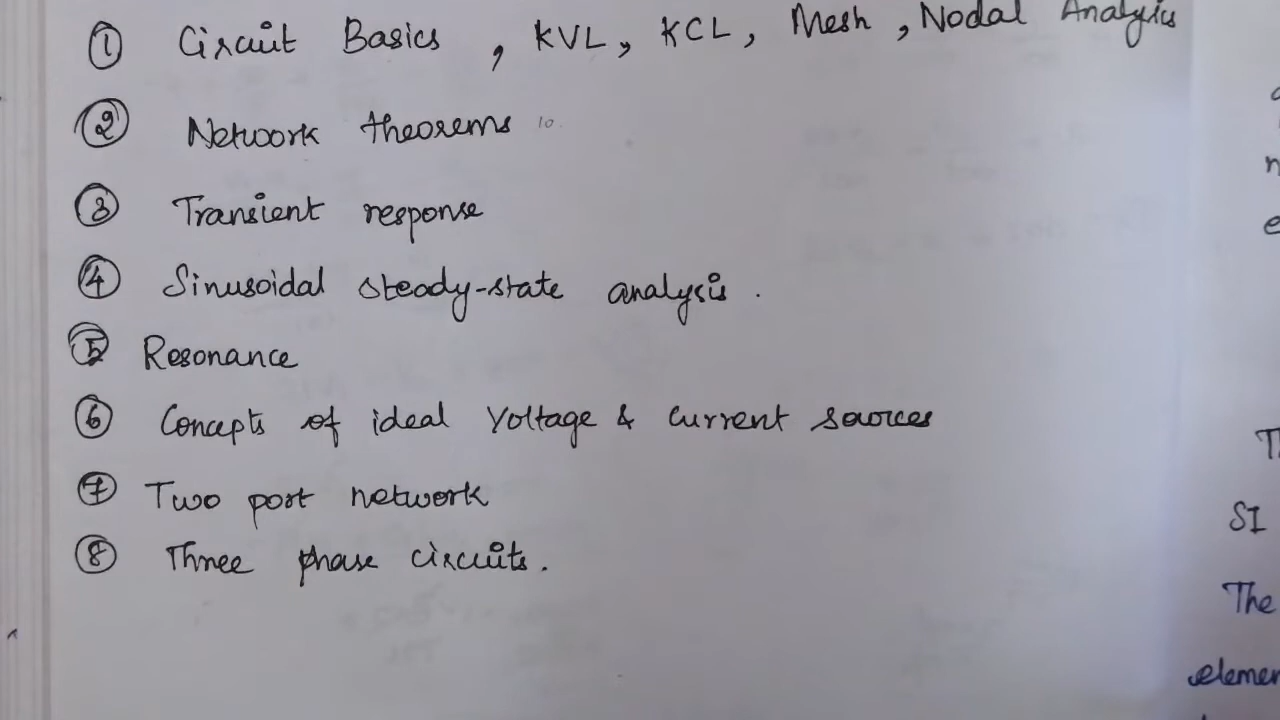 ① Circuit Basics , KVL, KCL, Mesh , Nodal Analysis
② Network theorems 10.
③ Transient response
④ Sinusoidal steady-state analysis .
⑤ Resonance
⑥ Concepts of ideal Voltage & Current sources
⑦ Two port network
⑧ Three phase circuits .
SI
The